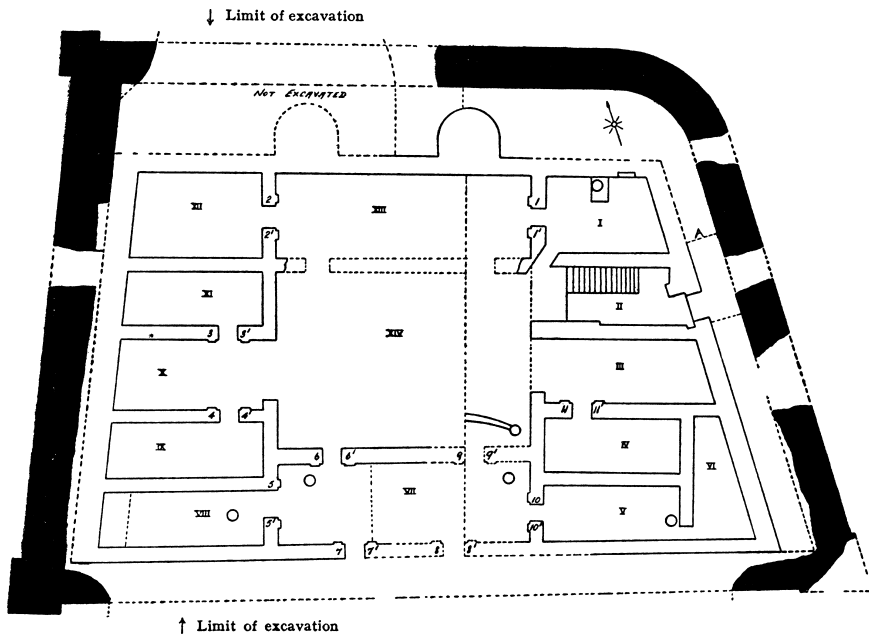 ↓ Limit of excavation
NOT EXCAVATED
XII
2
XIII
1
I
2'
1'
A
XI
II
3
3'
XIV
X
III
4
4'
11
11'
IX
6
6'
9
9'
IV
VI
5
VII
10
VIII
5'
V
10'
7
7'
8
8'
↑ Limit of excavation